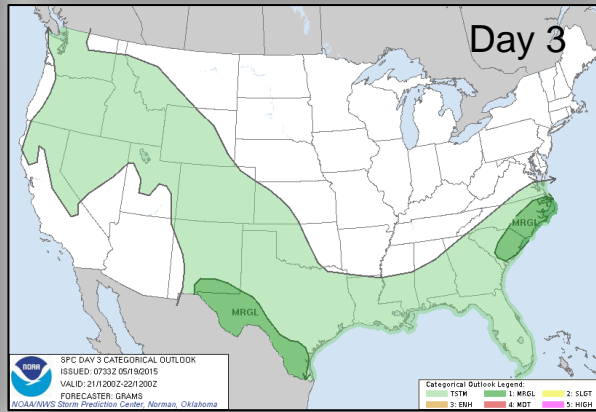 Day 3
MRGL
MRGL
NOAA
SPC DAY 3 CATEGORICAL OUTLOOK
ISSUED: 0733Z 05/19/2015
VALID: 21/1200Z-22/1200Z
FORECASTER: GRAMS
NOAA/NWS Storm Prediction Center, Norman, Oklahoma
Categorical Outlook Legend:
TSTM 1: MRGL 2: SLGT
3: ENH 4: MDT 5: HIGH